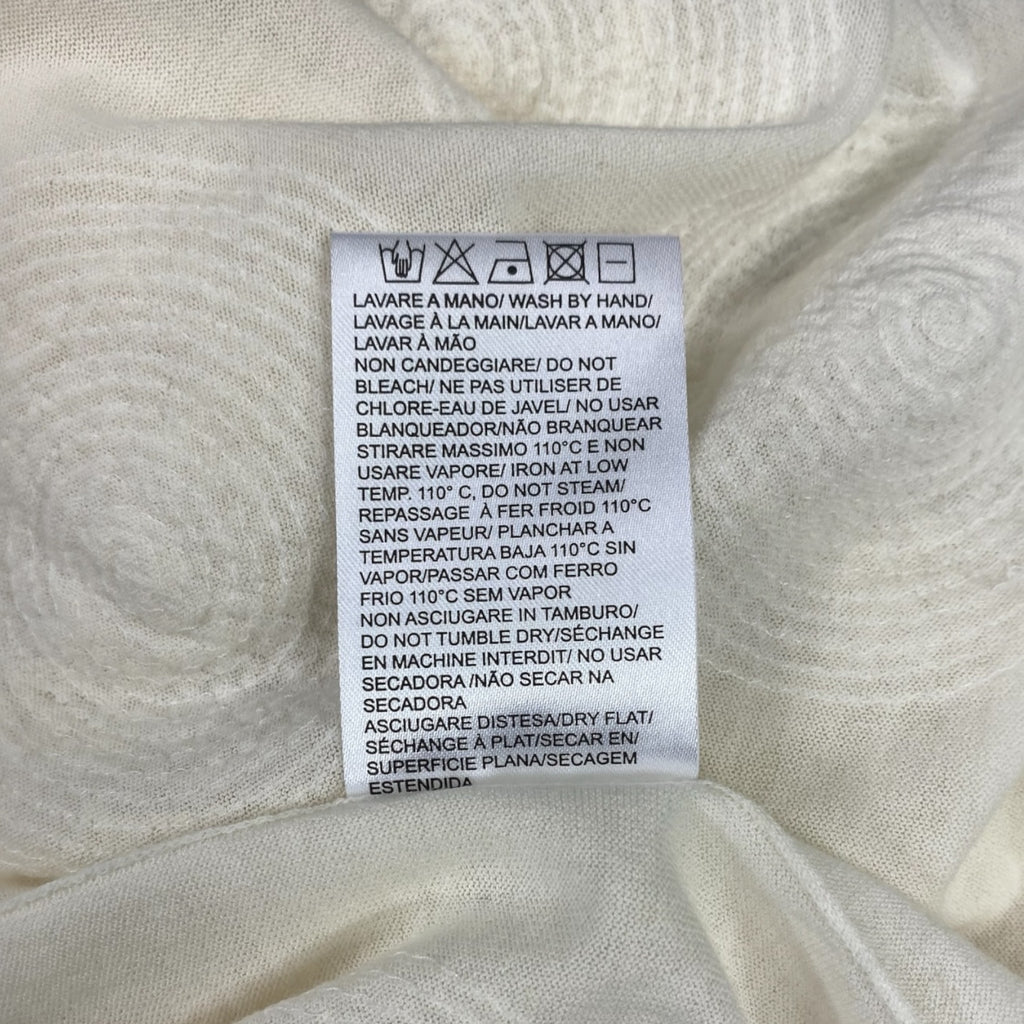 LAVARE A MANO/ WASH BY HAND/
LAVAGE À LA MAIN/LAVAR A MANO/
LAVAR À MÃO
NON CANDEGGIARE/ DO NOT
BLEACH/ NE PAS UTILISER DE
CHLORE-EAU DE JAVEL/ NO USAR
BLANQUEADOR/NÃO BRANQUEAR
STIRARE MASSIMO 110°C E NON
USARE VAPORE/ IRON AT LOW
TEMP. 110° C, DO NOT STEAM/
REPASSAGE À FER FROID 110°C
SANS VAPEUR/ PLANCHAR A
TEMPERATURA BAJA 110°C SIN
VAPOR/PASSAR COM FERRO
FRIO 110°C SEM VAPOR
NON ASCIUGARE IN TAMBURO/
DO NOT TUMBLE DRY/SÉCHANGE
EN MACHINE INTERDIT/ NO USAR
SECADORA /NÃO SECAR NA
SECADORA
ASCIUGARE DISTESA/DRY FLAT/
SÉCHANGE À PLAT/SECAR EN/
SUPERFICIE PLANA/SECAGEM
ESTENDIDA